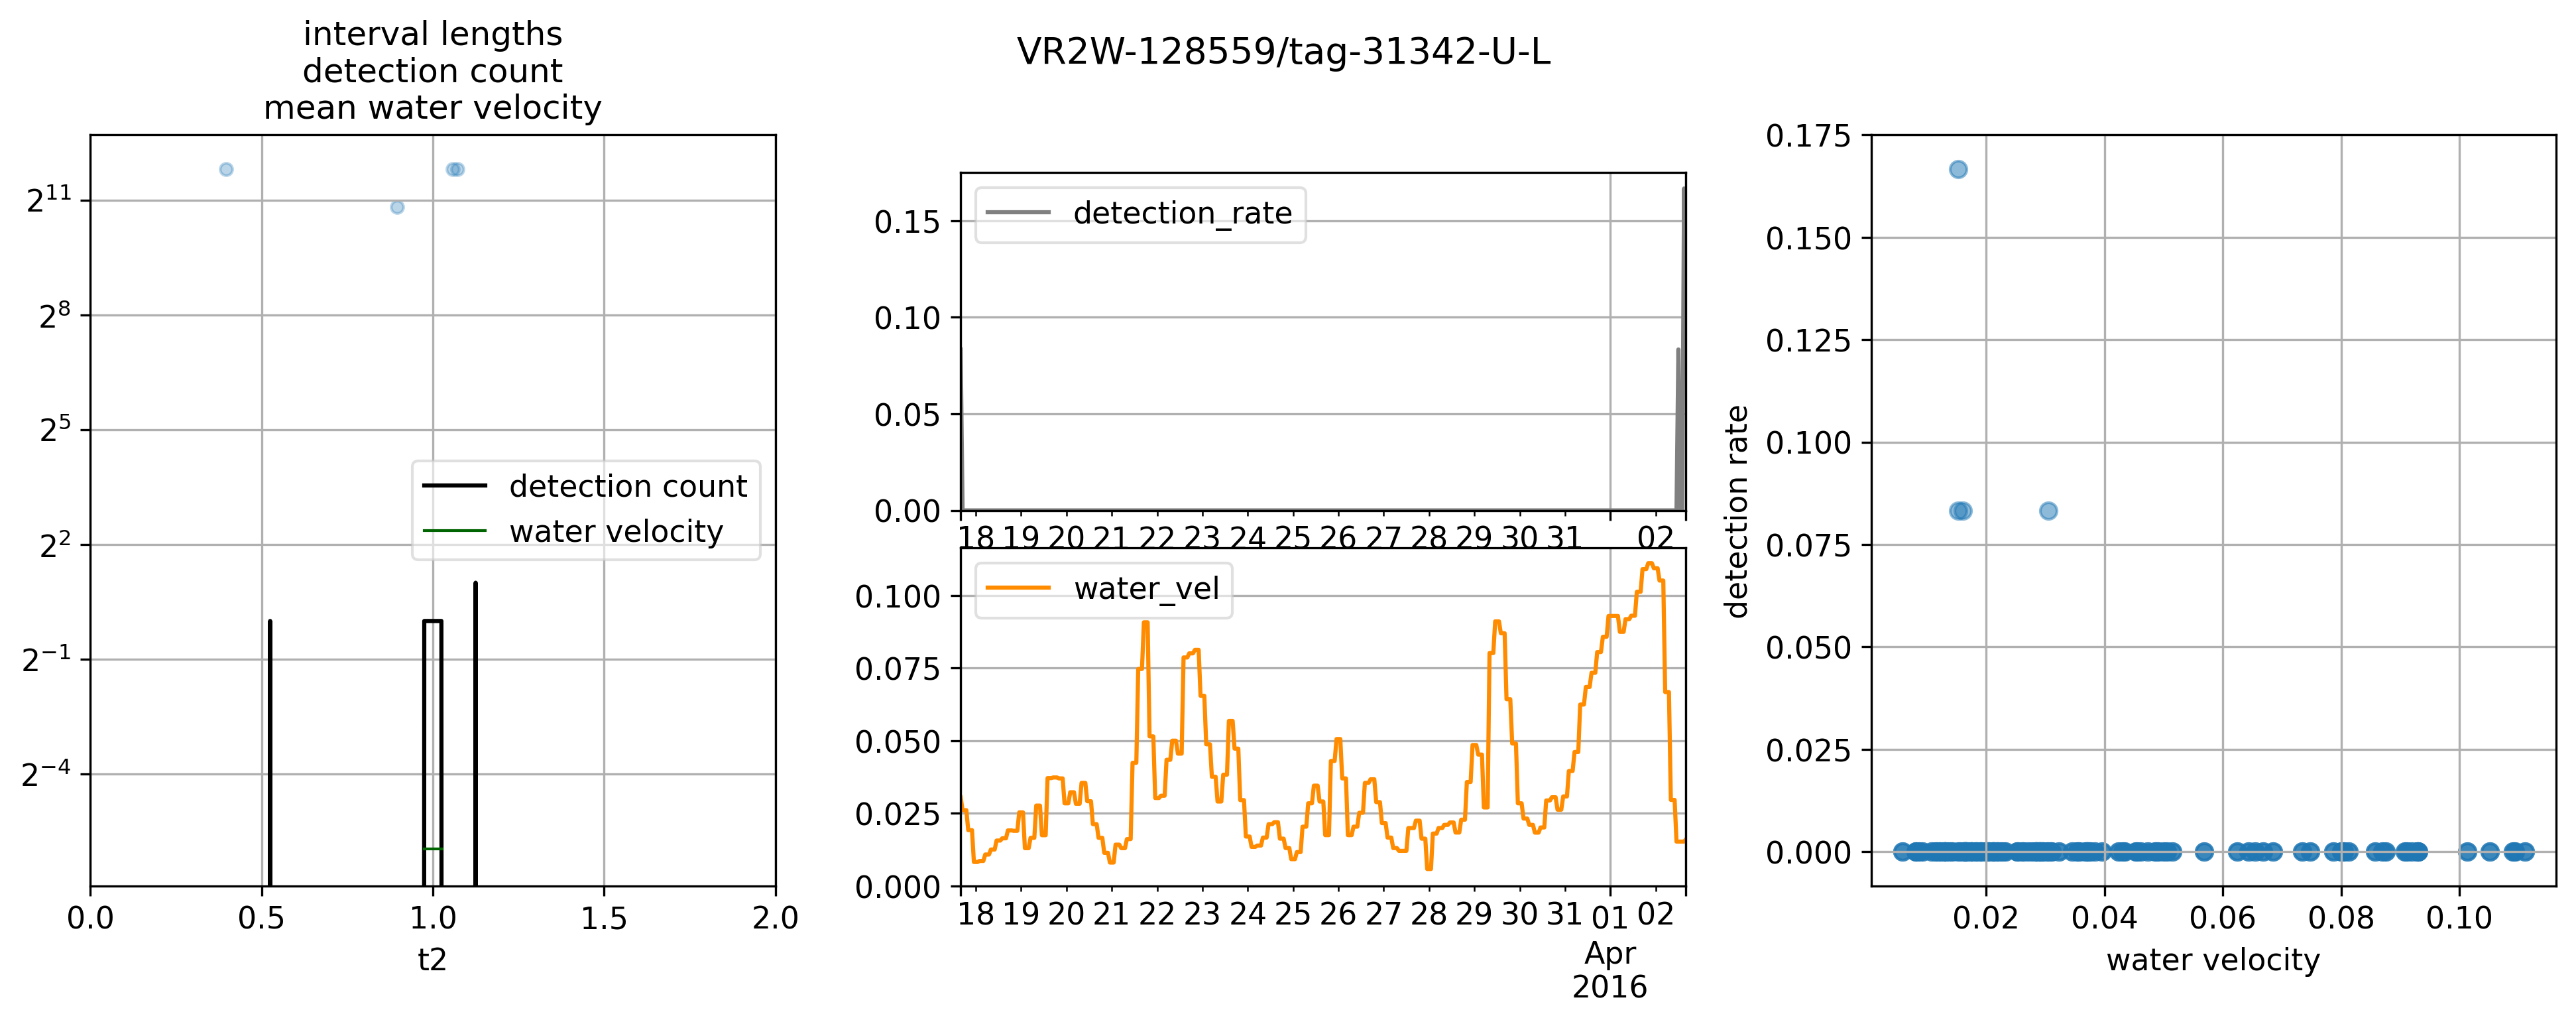 VR2W-128559/tag-31342-U-L
interval lengths
detection count
mean water velocity
2^11
2^8
2^5
2^2
2^−1
2^−4
detection count
water velocity
0.0 0.5 1.0 1.5 2.0
t2
0.15
0.10
0.05
0.00
detection_rate
18 19 20 21 22 23 24 25 26 27 28 29 30 31 02
0.100
0.075
0.050
0.025
0.000
water_vel
18 19 20 21 22 23 24 25 26 27 28 29 30 31 01 02
Apr
2016
detection rate
0.175
0.150
0.125
0.100
0.075
0.050
0.025
0.000
0.02 0.04 0.06 0.08 0.10
water velocity